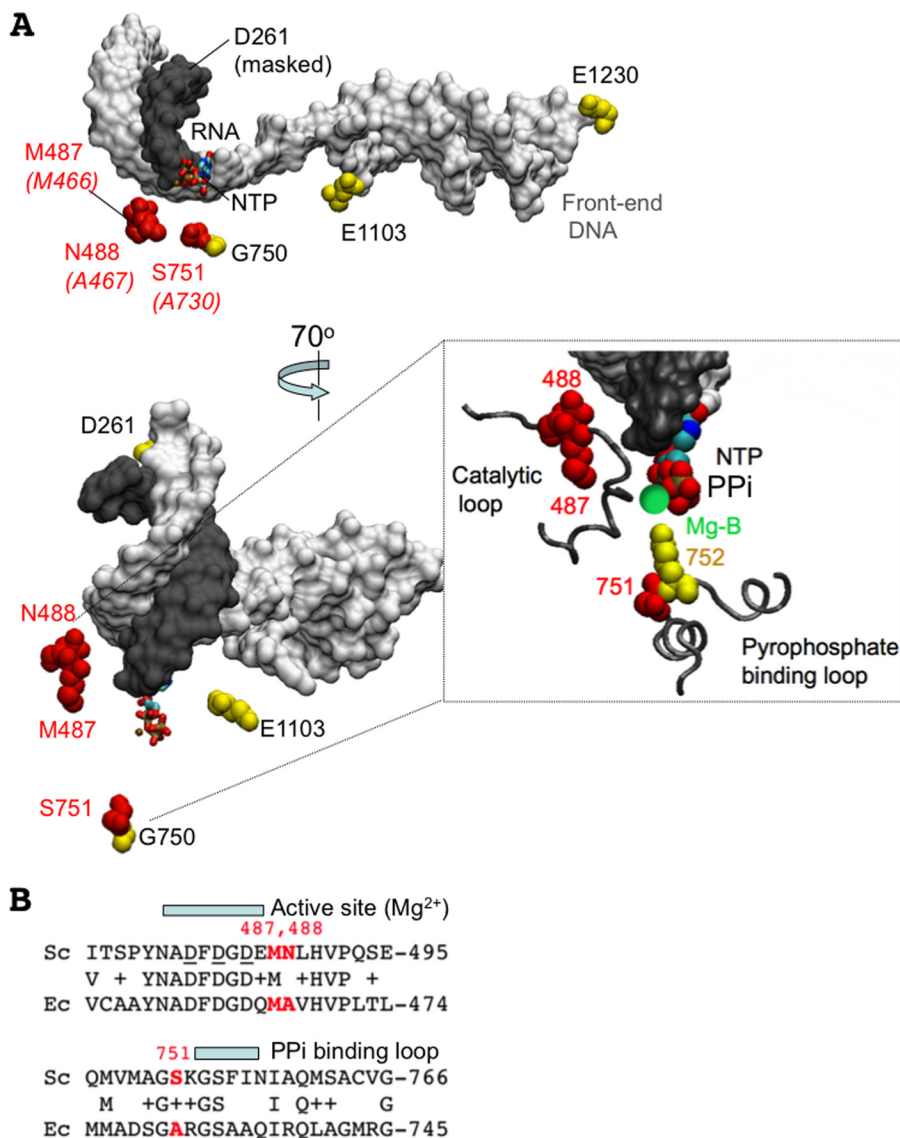 A
D261
(masked)
E1230
RNA
M487
(M466)
NTP
Front-end
DNA
E1103
N488
(A467)
G750
S751
(A730)
70o
488
D261
NTP
Catalytic
loop
PPi
487
Mg-B
752
751
N488
Pyrophosphate
binding loop
M487
E1103
S751
G750
B
Active site (Mg2+)
487,488
Sc ITSPYNADFDGDEMNLHVPQSE-495
V + YNADFDGD+M +HVP +
Ec VCAAYNADFDGDQMAVHVPLTL-474
751 PPi binding loop
Sc QMVMAGSKGSFINIAQMSACVG-766
M +G++GS I Q++ G
Ec MMADSGARGSAAQIRQLAGMRG-745